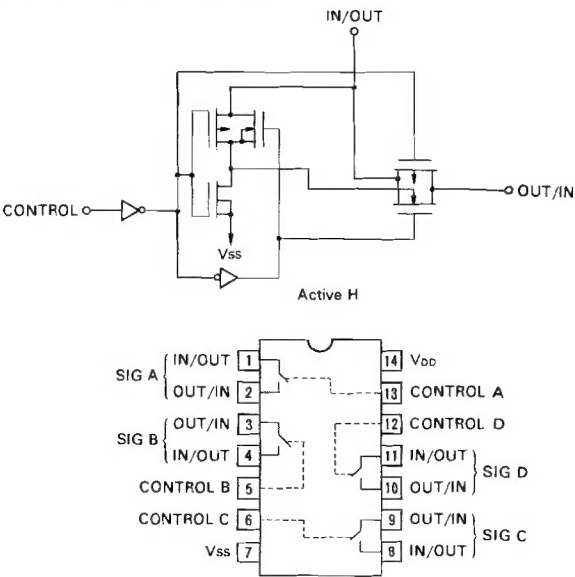 IN/OUT
CONTROL
OUT/IN
Vss
Active H
SIG A
IN/OUT 1
OUT/IN 2
SIG B
OUT/IN 3
IN/OUT 4
CONTROL B 5
CONTROL C 6
Vss 7
14 VDD
13 CONTROL A
12 CONTROL D
11 IN/OUT
10 OUT/IN
SIG D
9 OUT/IN
8 IN/OUT
SIG C